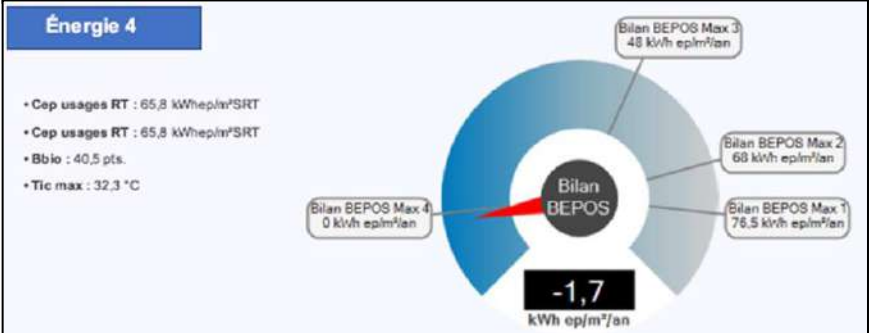 Énergie 4
• Cep usages RT : 65,8 kWhep/m²SRT
• Cep usages RT : 65,8 kWhep/m²SRT
• Bbio : 40,5 pts.
• Tic max : 32,3 °C
Bilan BEPOS Max 3
48 kWh ep/m²/an
Bilan BEPOS Max 2
68 kWh ep/m²/an
Bilan BEPOS Max 4
0 kWh ep/m²/an
Bilan
BEPOS
Bilan BEPOS Max 1
76,5 kWh ep/m²/an
-1,7
kWh ep/m²/an